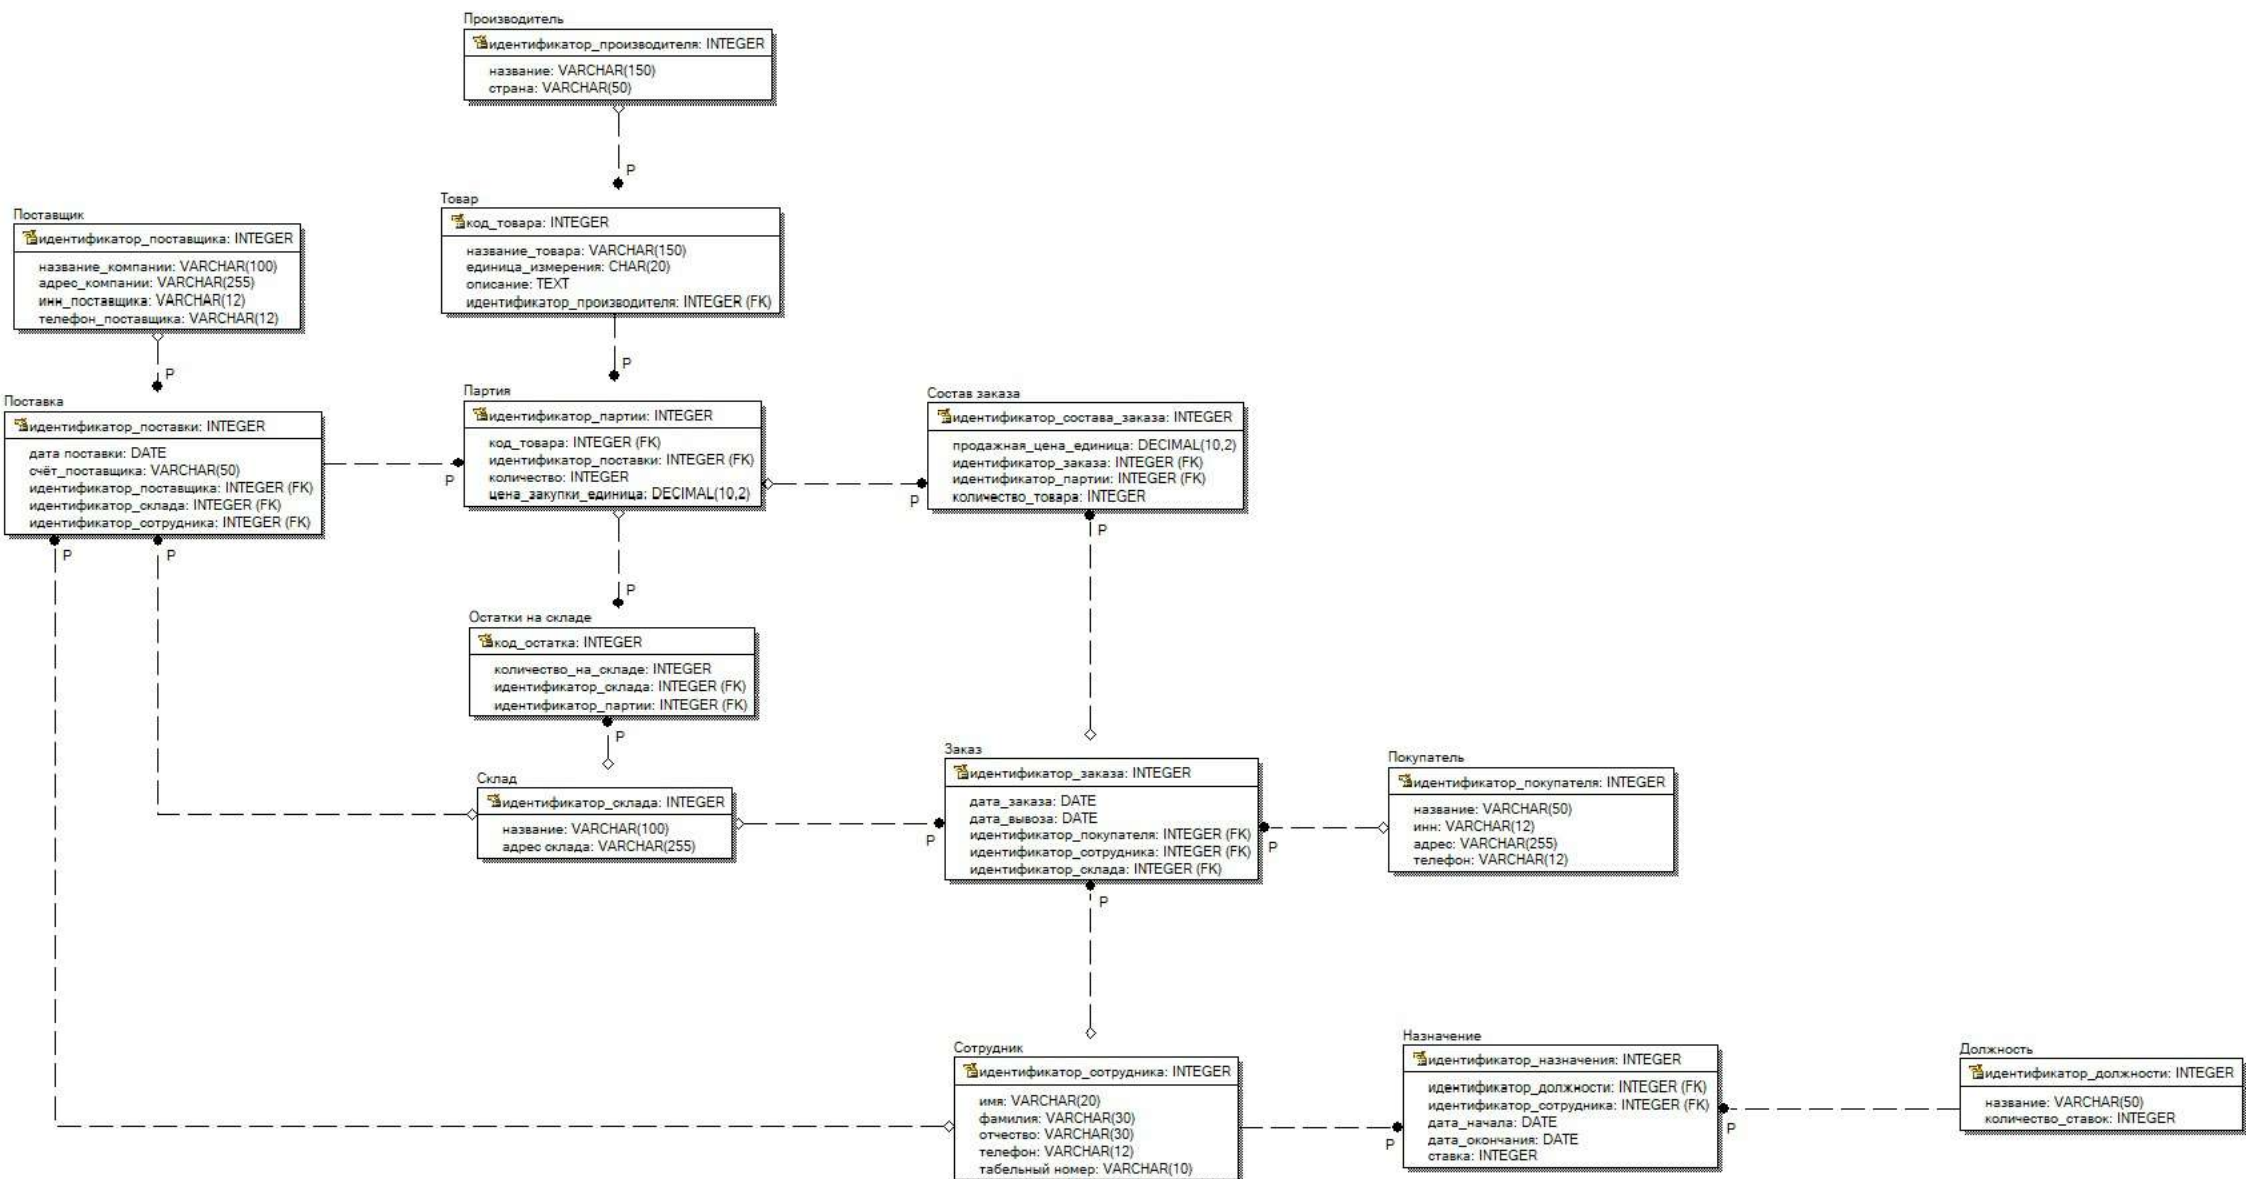 Производитель
идентификатор_производителя: INTEGER
название: VARCHAR(150)
страна: VARCHAR(50)
P
Товар
код_товара: INTEGER
название_товара: VARCHAR(150)
единица_измерения: CHAR(20)
описание: TEXT
идентификатор_производителя: INTEGER (FK)
P
Поставщик
идентификатор_поставщика: INTEGER
название_компании: VARCHAR(100)
адрес_компании: VARCHAR(255)
инн_поставщика: VARCHAR(12)
телефон_поставщика: VARCHAR(12)
P
Поставка
идентификатор_поставки: INTEGER
дата поставки: DATE
счёт_поставщика: VARCHAR(50)
идентификатор_поставщика: INTEGER (FK)
идентификатор_склада: INTEGER (FK)
идентификатор_сотрудника: INTEGER (FK)
P
P
P
Партия
идентификатор_партии: INTEGER
код_товара: INTEGER (FK)
идентификатор_поставки: INTEGER (FK)
количество: INTEGER
цена_закупки_единица: DECIMAL(10,2)
P
P
Состав заказа
идентификатор_состава_заказа: INTEGER
продажная_цена_единица: DECIMAL(10,2)
идентификатор_заказа: INTEGER (FK)
идентификатор_партии: INTEGER (FK)
количество_товара: INTEGER
P
Остатки на складе
код_остатка: INTEGER
количество_на_складе: INTEGER
идентификатор_склада: INTEGER (FK)
идентификатор_партии: INTEGER (FK)
P
Склад
идентификатор_склада: INTEGER
название: VARCHAR(100)
адрес склада: VARCHAR(255)
P
Заказ
идентификатор_заказа: INTEGER
дата_заказа: DATE
дата_вывоза: DATE
идентификатор_покупателя: INTEGER (FK)
идентификатор_сотрудника: INTEGER (FK)
идентификатор_склада: INTEGER (FK)
P
P
Покупатель
идентификатор_покупателя: INTEGER
название: VARCHAR(50)
инн: VARCHAR(12)
адрес: VARCHAR(255)
телефон: VARCHAR(12)
Сотрудник
идентификатор_сотрудника: INTEGER
имя: VARCHAR(20)
фамилия: VARCHAR(30)
отчество: VARCHAR(30)
телефон: VARCHAR(12)
табельный номер: VARCHAR(10)
P
Назначение
идентификатор_назначения: INTEGER
идентификатор_должности: INTEGER (FK)
идентификатор_сотрудника: INTEGER (FK)
дата_начала: DATE
дата_окончания: DATE
ставка: INTEGER
P
Должность
идентификатор_должности: INTEGER
название: VARCHAR(50)
количество_ставок: INTEGER